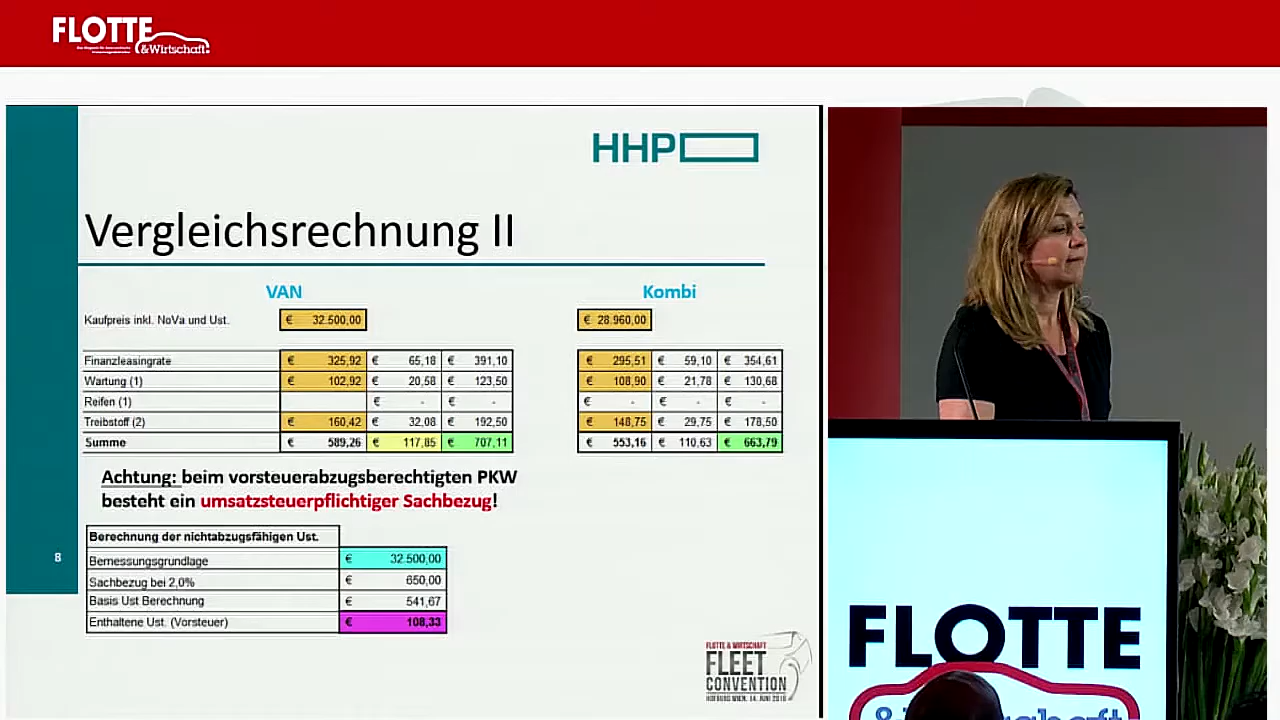 FLOTTE
&Wirtschaft
HHP
Vergleichsrechnung II
VAN Kombi
Kaufpreis inkl. NoVa und Ust. € 32.500,00 € 28.960,00
Finanzleasingrate € 325,92 € 65,18 € 391,10 € 295,51 € 59,10 € 354,61
Wartung (1) € 102,92 € 20,58 € 123,50 € 108,90 € 21,78 € 130,68
Reifen (1) € - € - € - € - € -
Treibstoff (2) € 160,42 € 32,08 € 192,50 € 148,75 € 29,75 € 178,50
Summe € 589,26 € 117,85 € 707,11 € 553,16 € 110,63 € 663,79
Achtung: beim vorsteuerabzugsberechtigten PKW
besteht ein umsatzsteuerpflichtiger Sachbezug!
Berechnung der nichtabzugsfähigen Ust.
8
Bemessungsgrundlage € 32.500,00
Sachbezug bei 2,0% € 650,00
Basis Ust Berechnung € 541,67
Enthaltene Ust. (Vorsteuer) € 108,33
FLOTTE & WIRTSCHAFT
FLEET
CONVENTION
FLOTTE